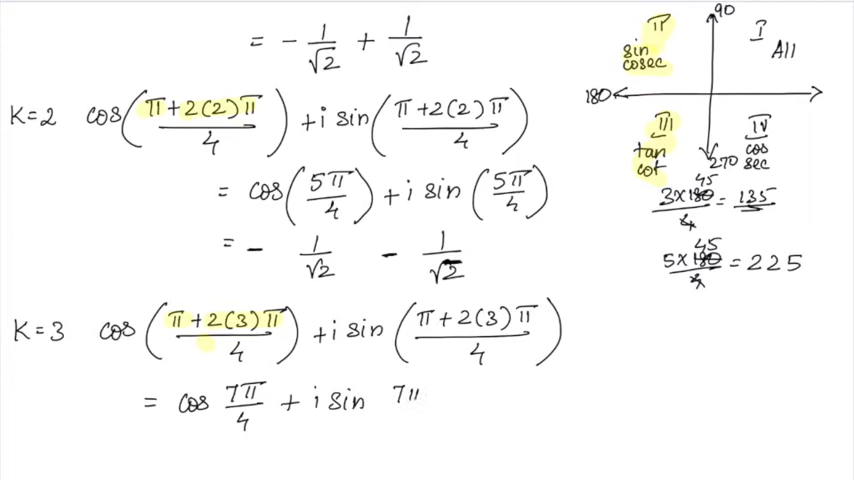 = - 1/√2 + 1/√2
K=2 cos(π+2(2)π/4) + i sin(π+2(2)π/4)
= cos(5π/4) + i sin(5π/4)
= - 1/√2 - 1/√2
K=3 cos(π+2(3)π/4) + i sin(π+2(3)π/4)
= cos 7π/4 + i sin 7π
90
II
I
sin
cosec
All
180
III
IV
tan
cot
270
cos
sec
45
3×180/4 = 135
45
5×180/4 = 225